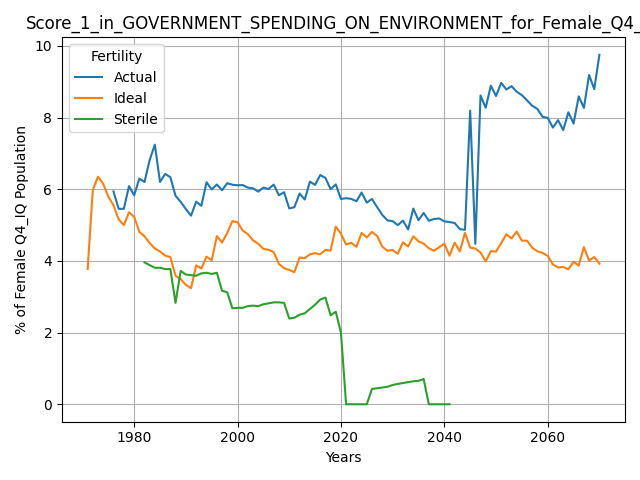 Score_1_in_GOVERNMENT_SPENDING_ON_ENVIRONMENT_for_Female_Q4_
Fertility
Actual
Ideal
Sterile
% of Female Q4_IQ Population
10
8
6
4
2
0
1980 2000 2020 2040 2060
Years